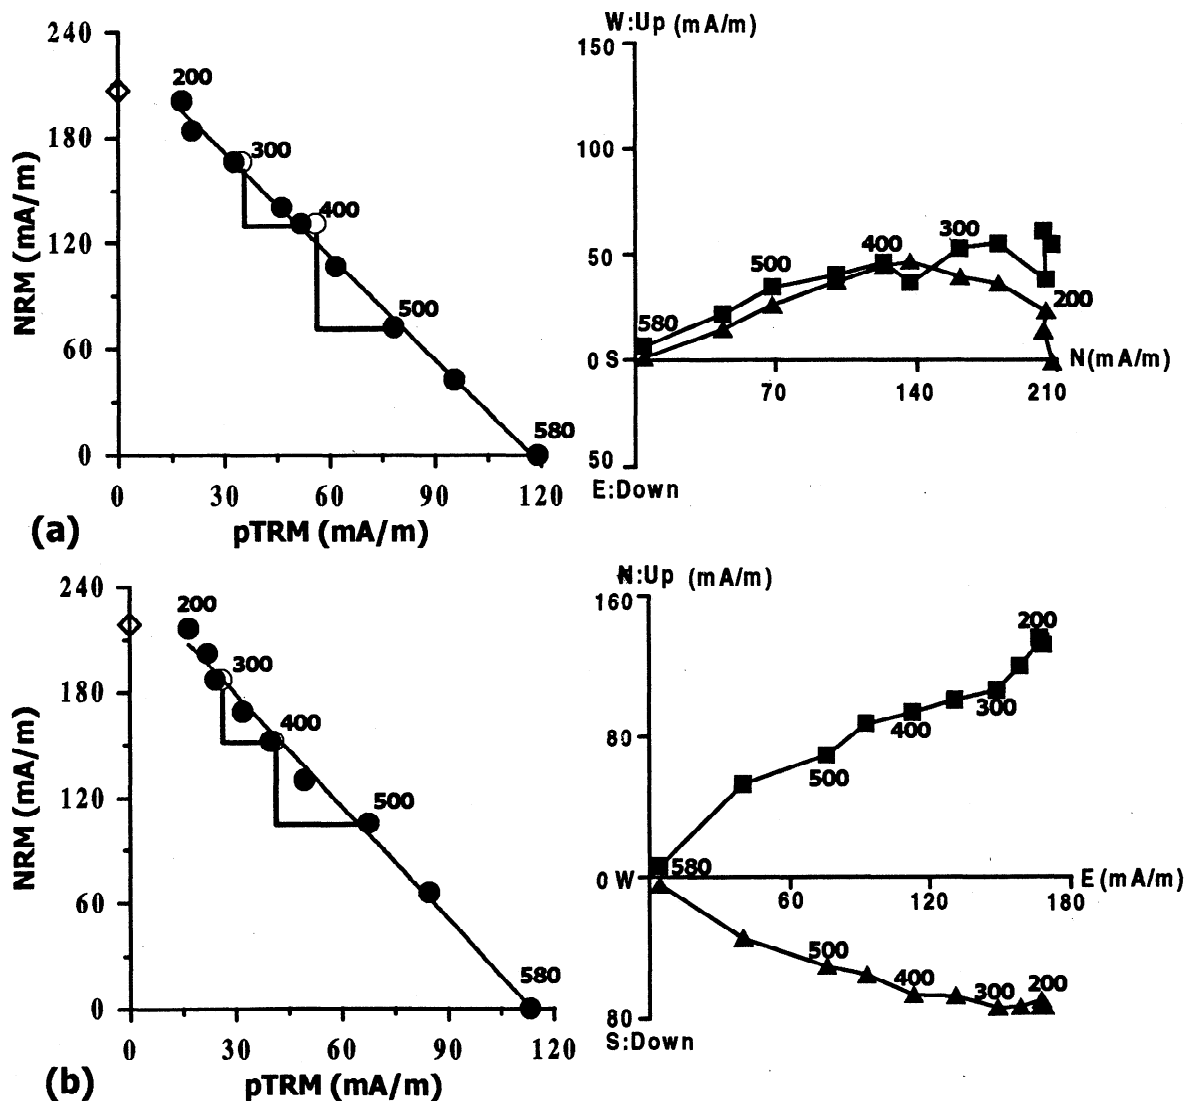 W:Up (mA/m)
240
180
120
60
0
NRM (mA/m)
200
300
400
500
580
0 30 60 90 120
pTRM (mA/m)
(a)
150
100
50
0 S
50
580
500
400
300
200
N(mA/m)
70 140 210
E:Down
N:Up (mA/m)
240
180
120
60
0
NRM (mA/m)
200
300
400
500
580
0 30 60 90 120
pTRM (mA/m)
(b)
160
80
0 W
80
200
300
400
500
580
E(mA/m)
60 120 180
500
400
300
200
S:Down